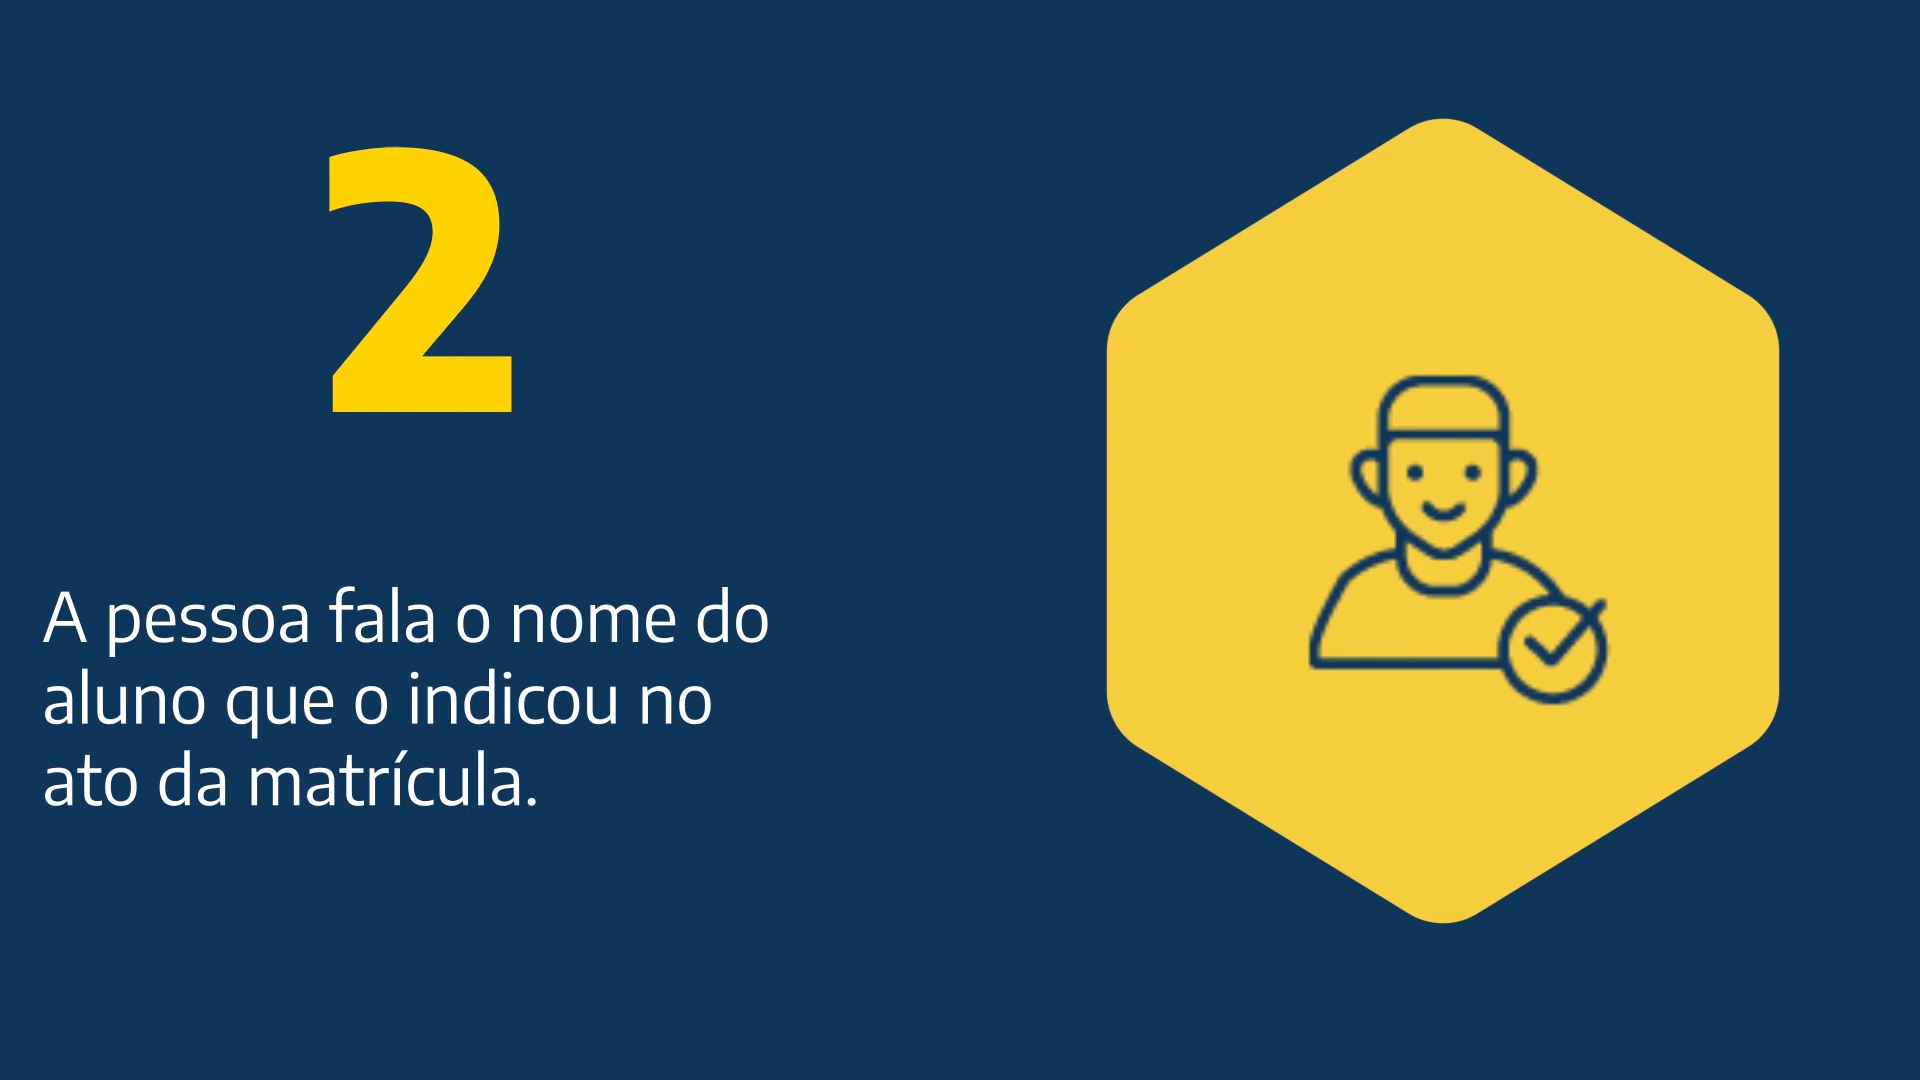 2
A pessoa fala o nome do
aluno que o indicou no
ato da matrícula.